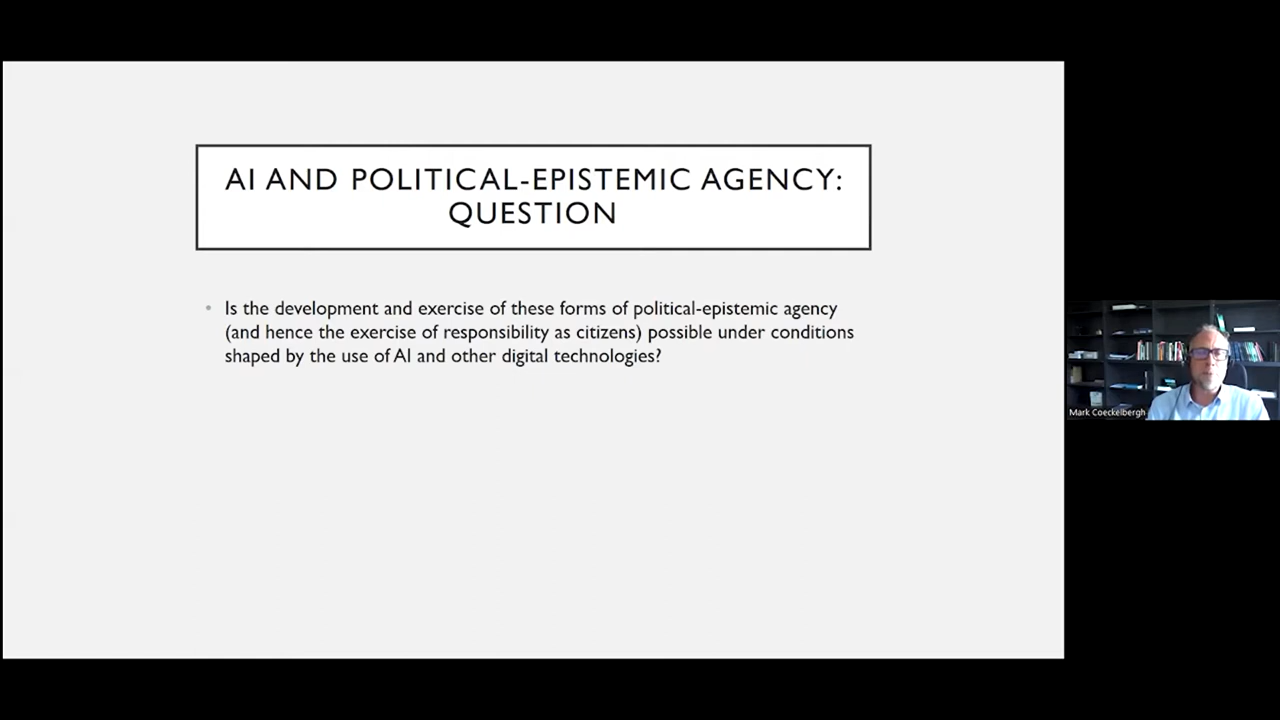 AI AND POLITICAL-EPISTEMIC AGENCY:
QUESTION
• Is the development and exercise of these forms of political-epistemic agency
(and hence the exercise of responsibility as citizens) possible under conditions
shaped by the use of AI and other digital technologies?
Mark Coeckelbergh